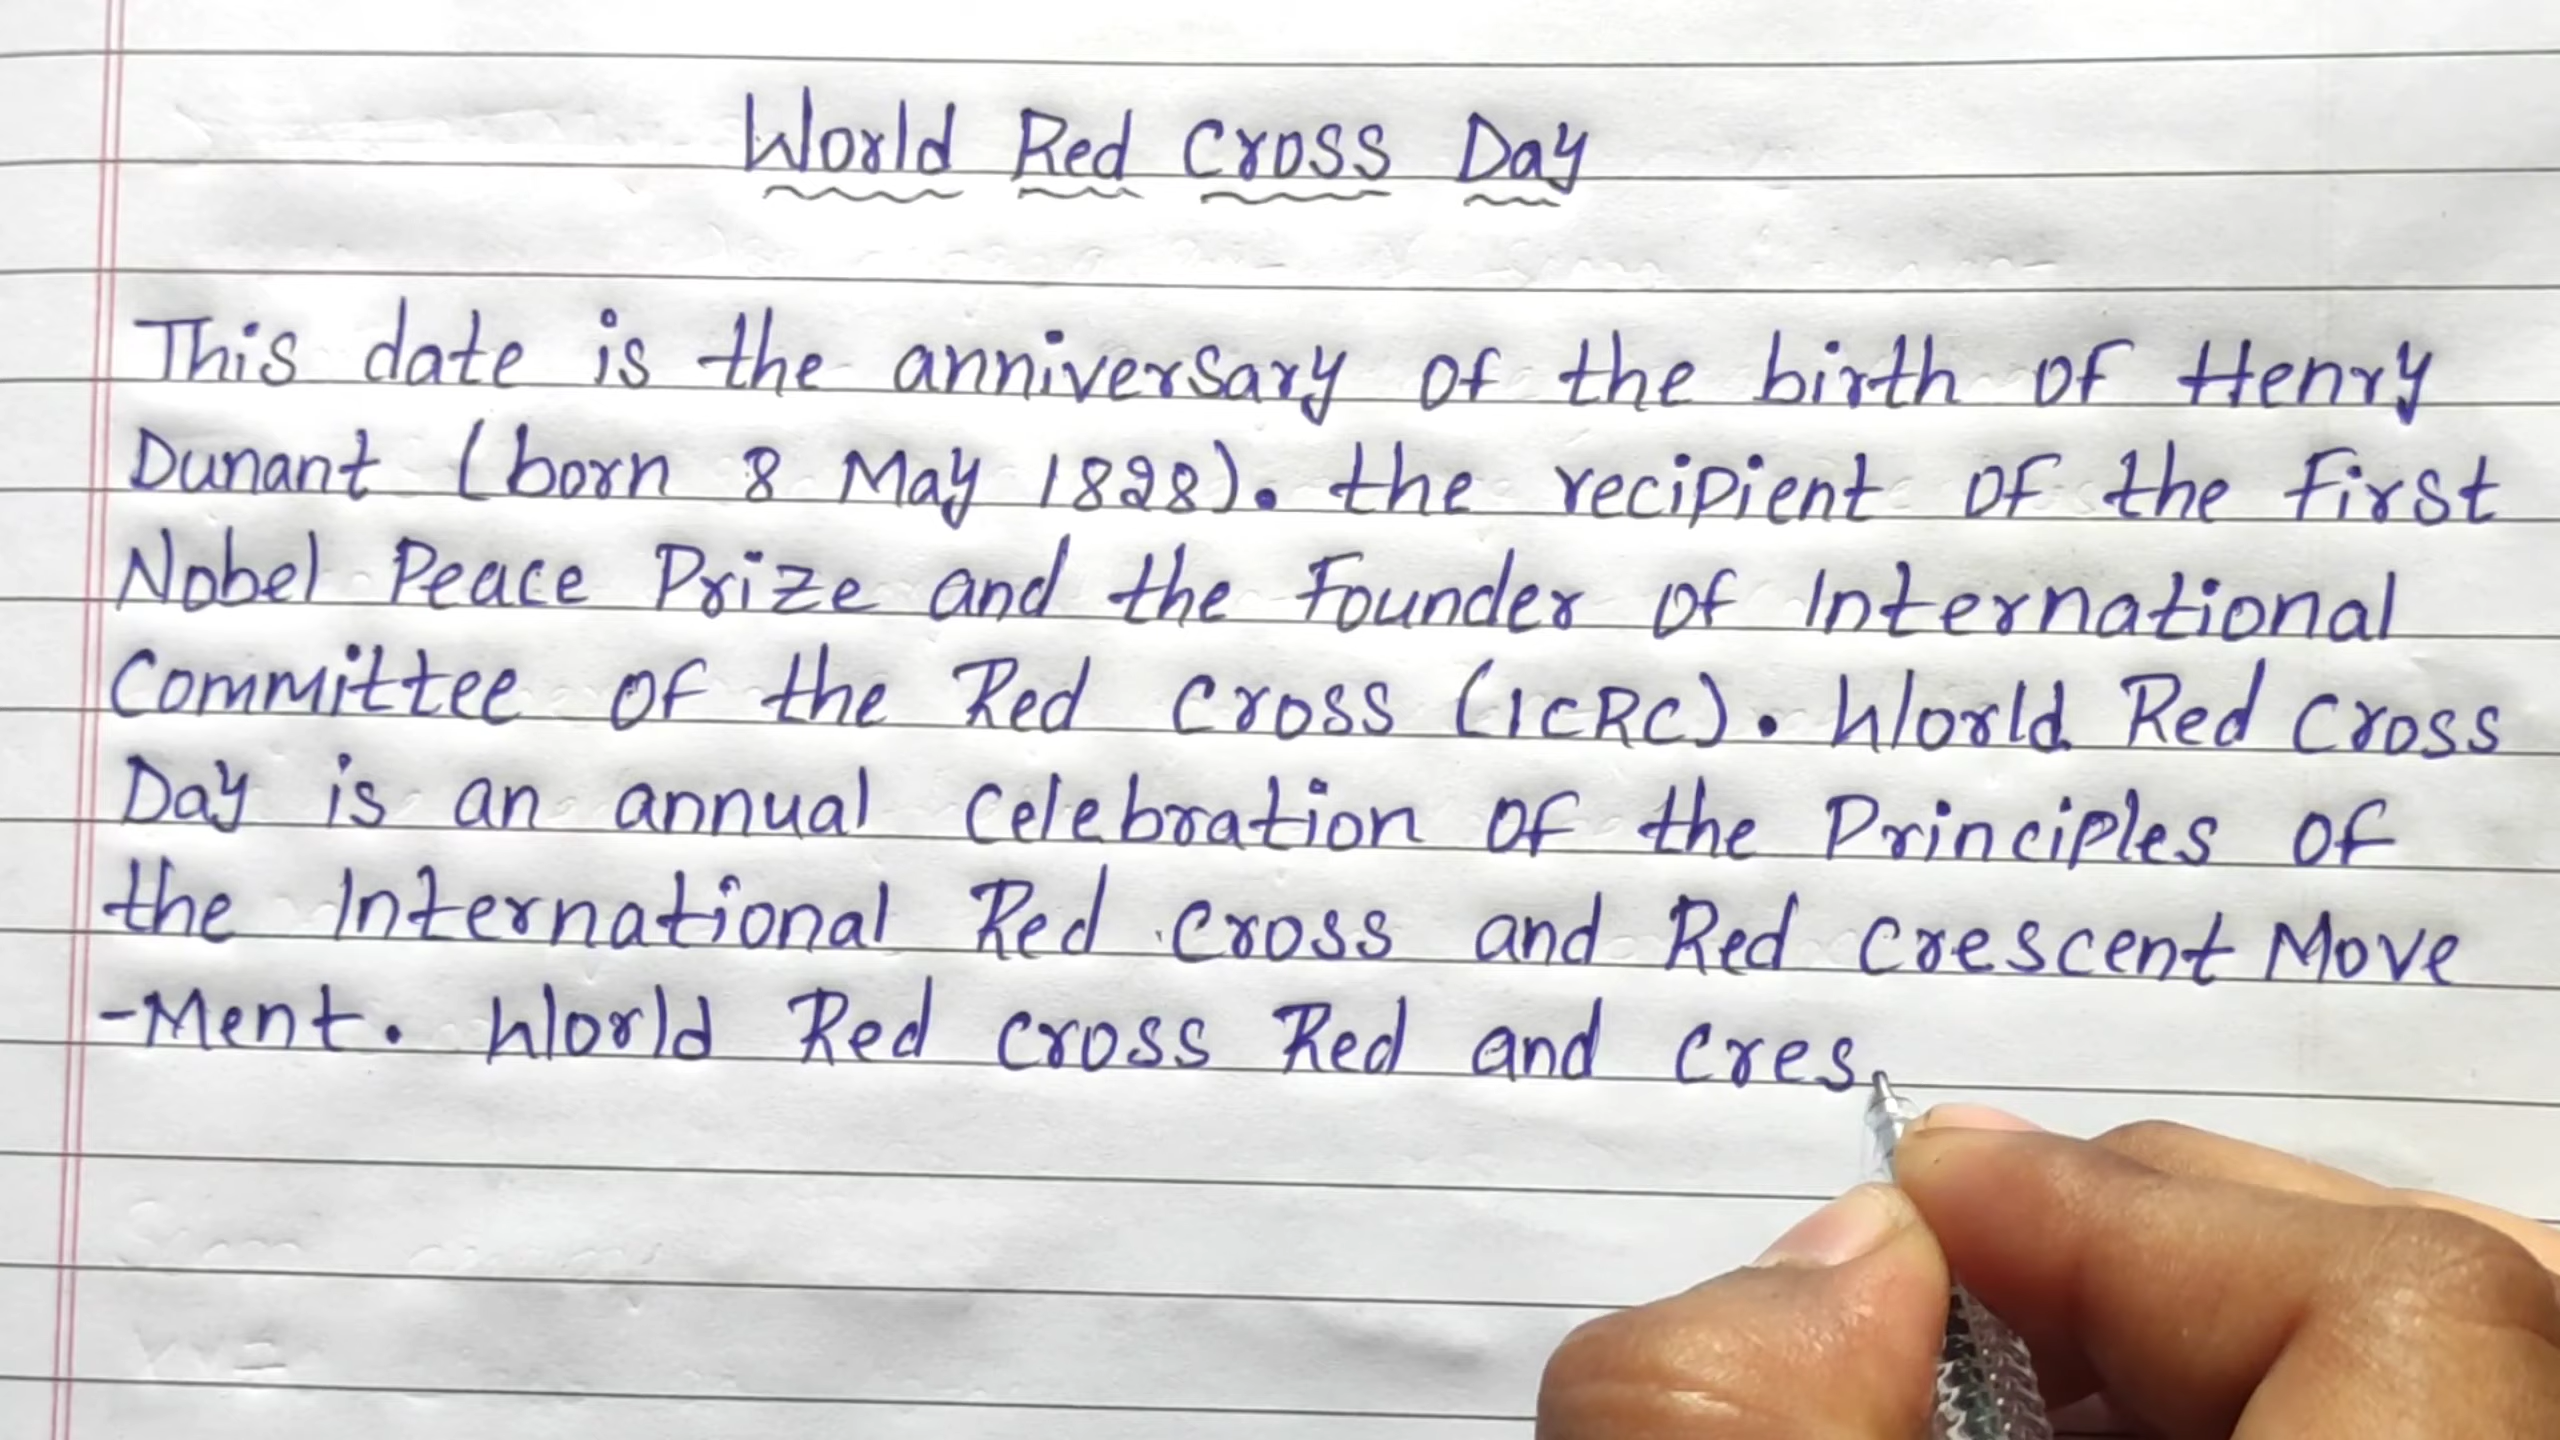 World Red Cross Day
This date is the anniversary of the birth of Henry
Dunant (born 8 May 1828). the recipient of the first
Nobel Peace Prize and the Founder of International
Committee of the Red Cross (ICRC). World Red Cross
Day is an annual celebration of the Principles of
the International Red Cross and Red Crescent Move
-Ment. World Red Cross Red and Cres